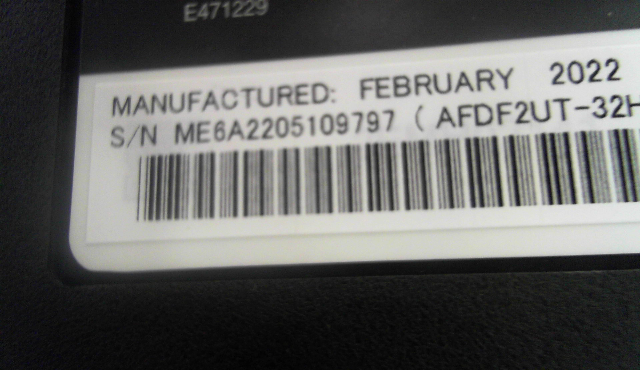 E471229
MANUFACTURED: FEBRUARY 2022
S/N ME6A2205109797 ( AFDF2UT-32H